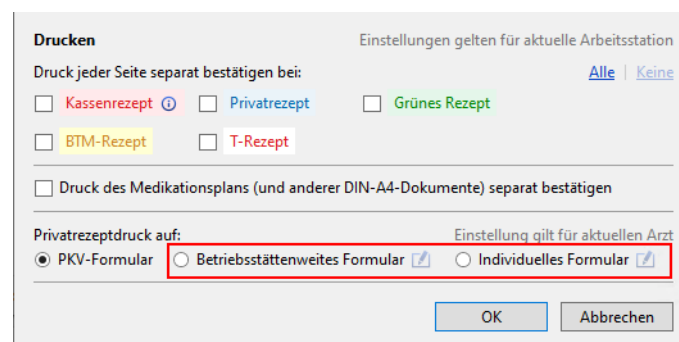 Drucken Einstellungen gelten für aktuelle Arbeitsstation
Druck jeder Seite separat bestätigen bei: Alle | Keine
Kassenrezept Privatrezept Grünes Rezept
BTM-Rezept T-Rezept
Druck des Medikationsplans (und anderer DIN-A4-Dokumente) separat bestätigen
Privatrezeptdruck auf: Einstellung gilt für aktuellen Arzt
PKV-Formular Betriebsstättenweites Formular Individuelles Formular
OK Abbrechen